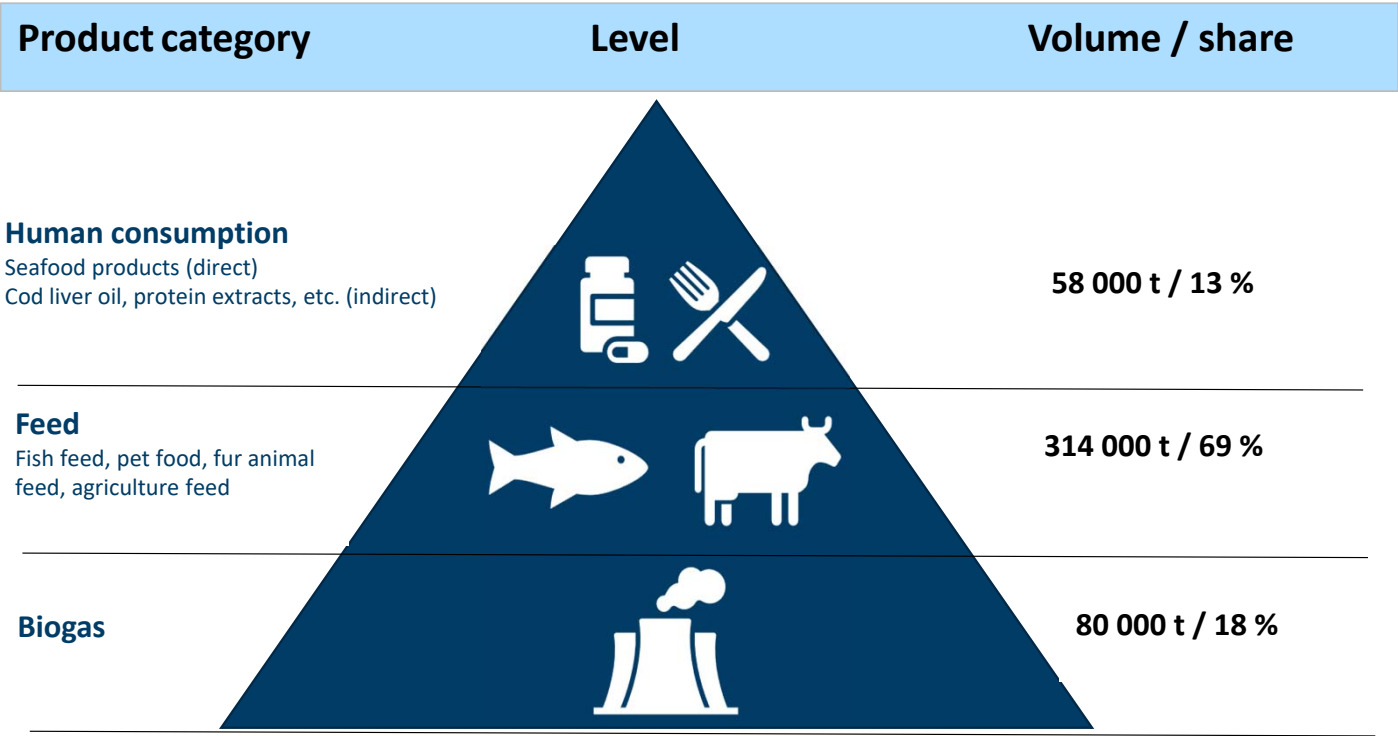 Product category Level Volume / share
Human consumption
Seafood products (direct)
Cod liver oil, protein extracts, etc. (indirect)
58 000 t / 13 %
Feed
Fish feed, pet food, fur animal
feed, agriculture feed
314 000 t / 69 %
Biogas
80 000 t / 18 %